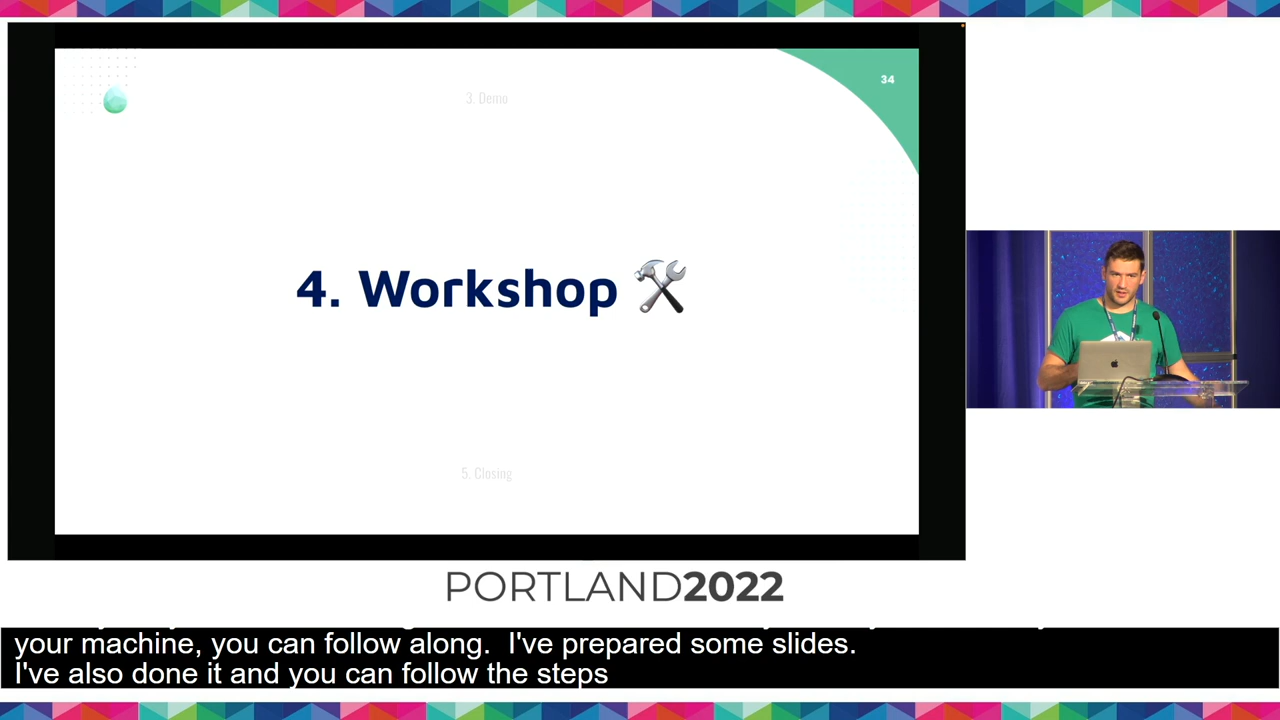 34
3. Demo
4. Workshop
5. Closing
PORTLAND2022
your machine, you can follow along. I've prepared some slides.
I've also done it and you can follow the steps